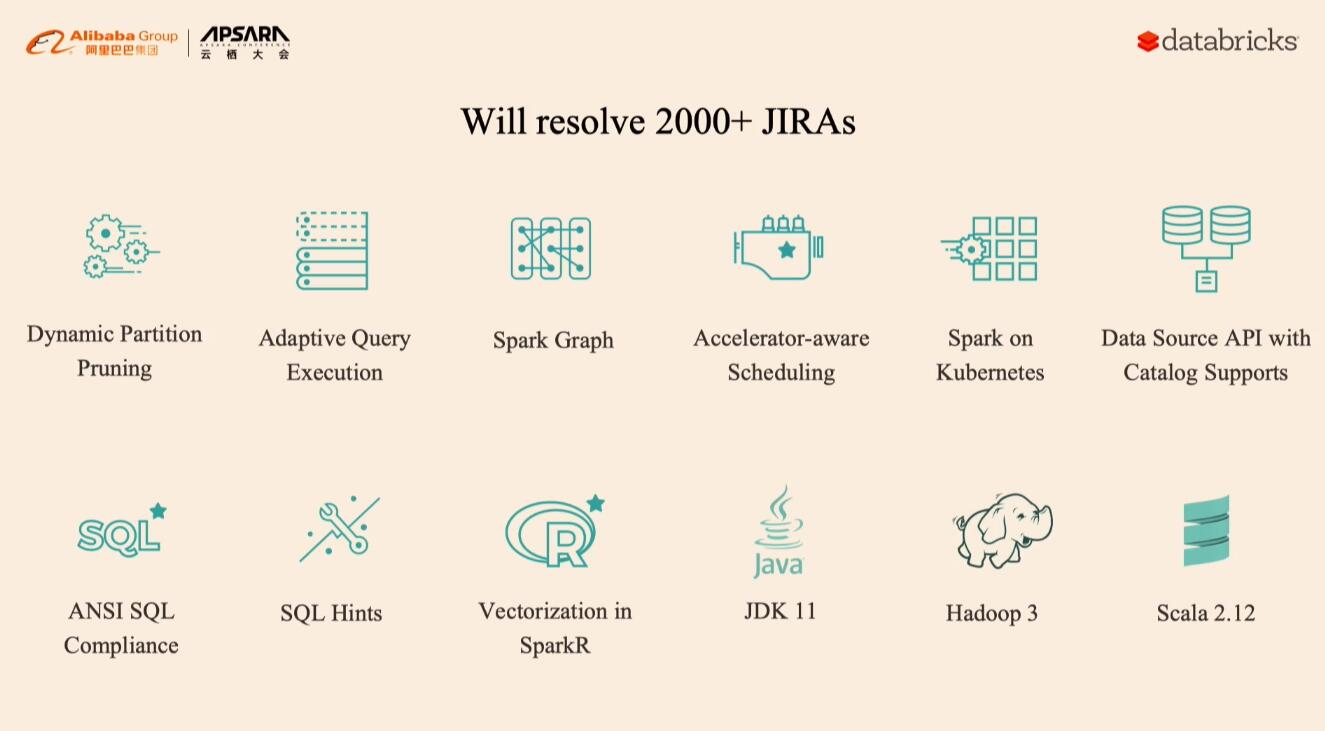 Alibaba Group
阿里巴巴集团
APSARA
APSARA CONFERENCE
云栖大会
databricks
Will resolve 2000+ JIRAs
Dynamic Partition
Pruning
Adaptive Query
Execution
Spark Graph
Accelerator-aware
Scheduling
Spark on
Kubernetes
Data Source API with
Catalog Supports
SQL
ANSI SQL
Compliance
SQL Hints
R
Vectorization in
SparkR
Java
JDK 11
Hadoop 3
Scala 2.12